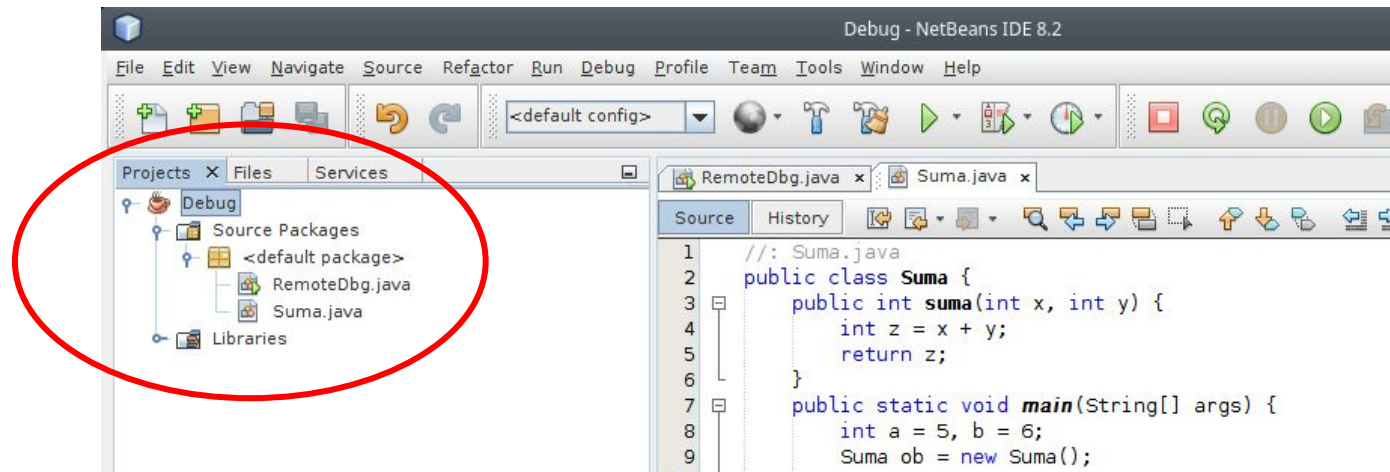 Debug - NetBeans IDE 8.2
File Edit View Navigate Source Refactor Run Debug Profile Team Tools Window Help
<default config>
Projects Files Services
Debug
Source Packages
<default package>
RemoteDbg.java
Suma.java
Libraries
RemoteDbg.java Suma.java
Source History
1 //: Suma.java
2 public class Suma {
3 public int suma(int x, int y) {
4 int z = x + y;
5 return z;
6 }
7 public static void main(String[] args) {
8 int a = 5, b = 6;
9 Suma ob = new Suma();